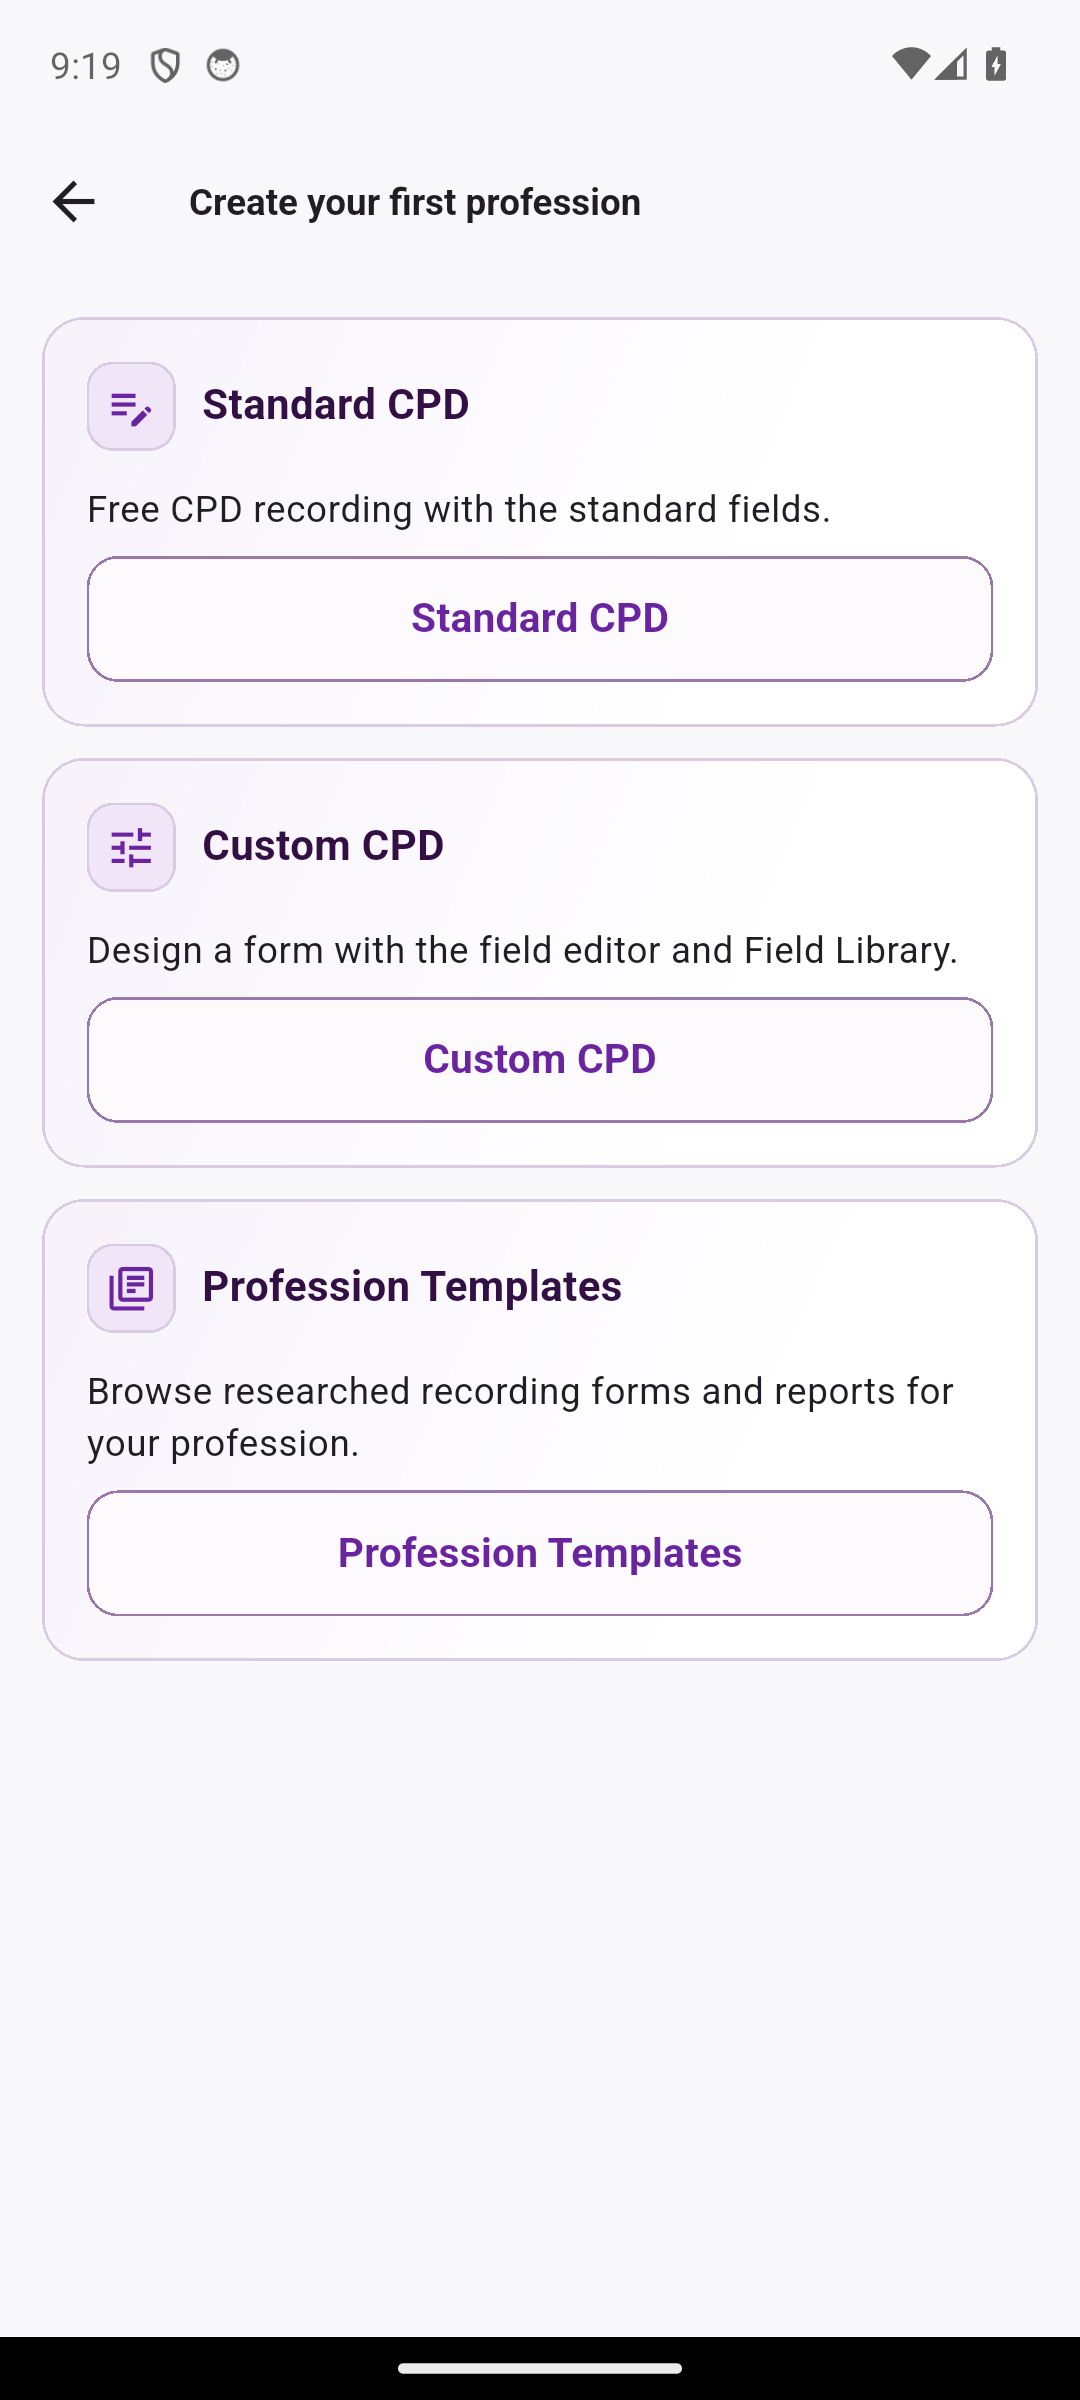 9:19
Create your first profession
Standard CPD
Free CPD recording with the standard fields.
Standard CPD
Custom CPD
Design a form with the field editor and Field Library.
Custom CPD
Profession Templates
Browse researched recording forms and reports for
your profession.
Profession Templates